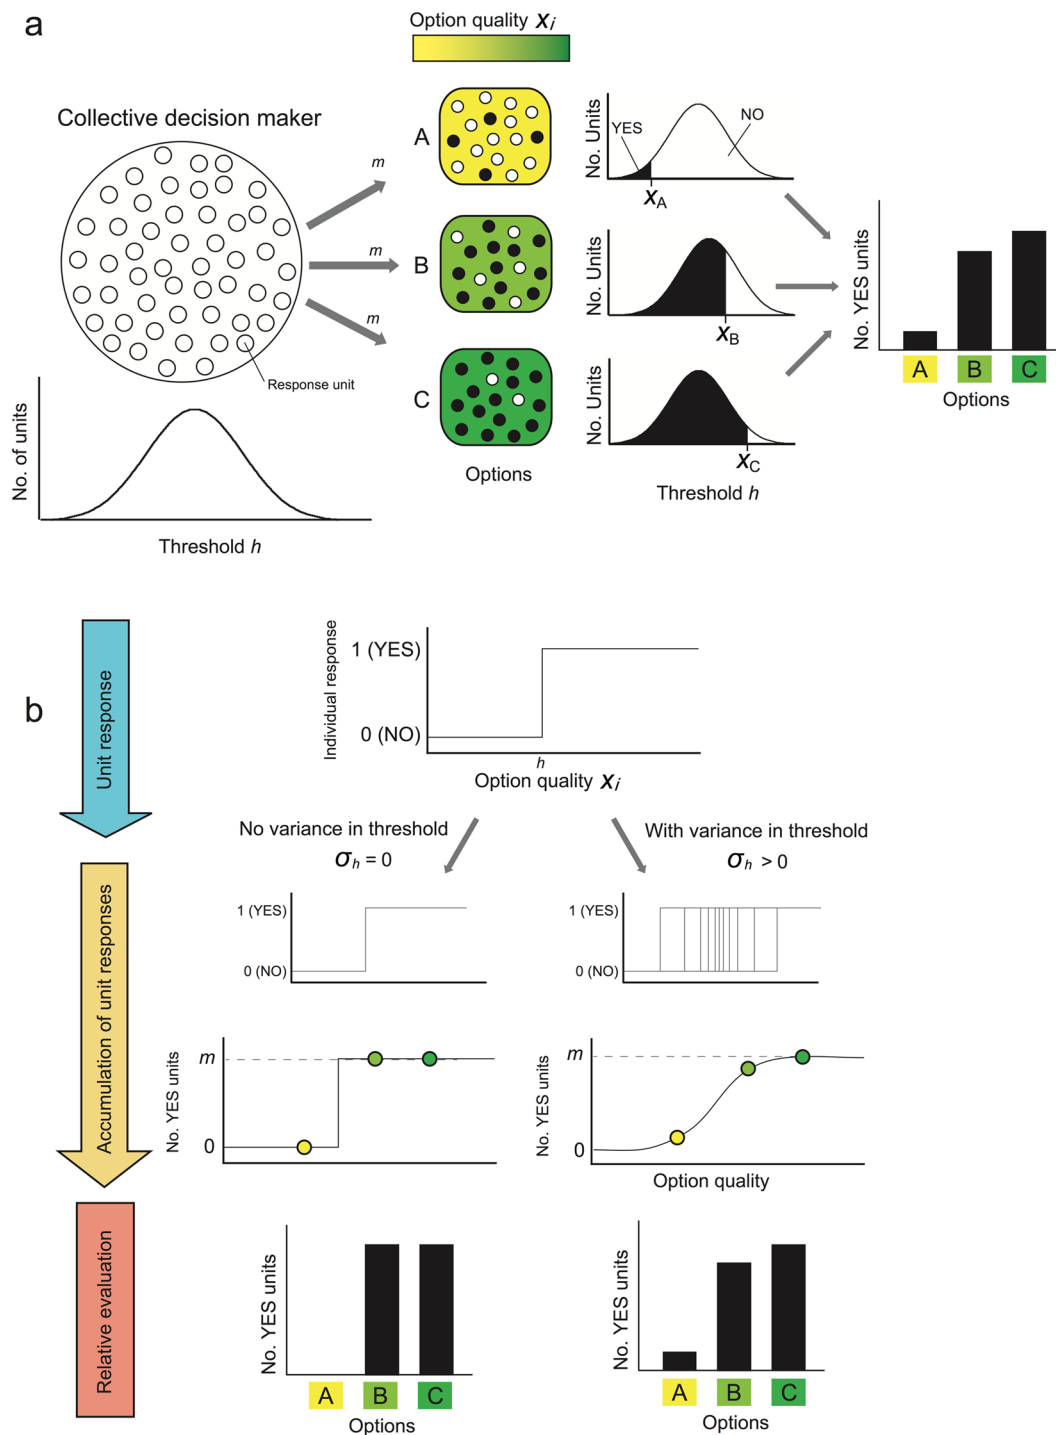 a
Option quality xi
Collective decision maker
m
m
m
Response unit
No. of units
Threshold h
A
B
C
Options
No. Units
YES
NO
xA
No. Units
xB
No. Units
xC
Threshold h
No. YES units
A B C
Options
b
Unit response
Accumulation of unit responses
Relative evaluation
Individual response
1 (YES)
0 (NO)
h
Option quality xi
No variance in threshold
σh = 0
With variance in threshold
σh > 0
1 (YES)
0 (NO)
1 (YES)
0 (NO)
No. YES units
m
0
No. YES units
m
0
Option quality
No. YES units
A B C
Options
No. YES units
A B C
Options